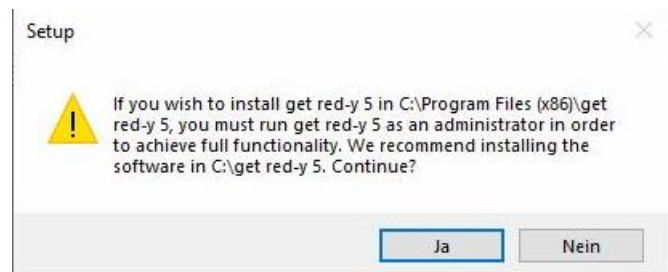 Setup
If you wish to install get red-y 5 in C:\Program Files (x86)\get
red-y 5, you must run get red-y 5 as an administrator in order
to achieve full functionality. We recommend installing the
software in C:\get red-y 5. Continue?
Ja
Nein